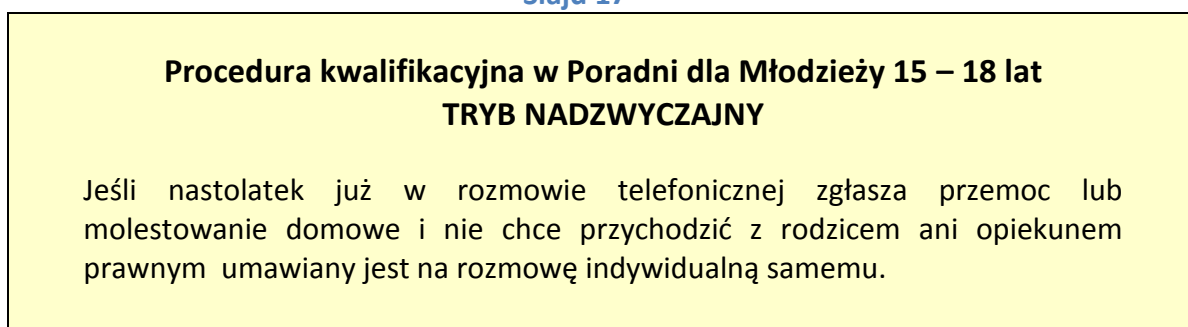 Procedura kwalifikacyjna w Poradni dla Młodzieży 15 – 18 lat
TRYB NADZWYCZAJNY
Jeśli nastolatek już w rozmowie telefonicznej zgłasza przemoc lub
molestowanie domowe i nie chce przychodzić z rodzicem ani opiekunem
prawnym umawiany jest na rozmowę indywidualną samemu.